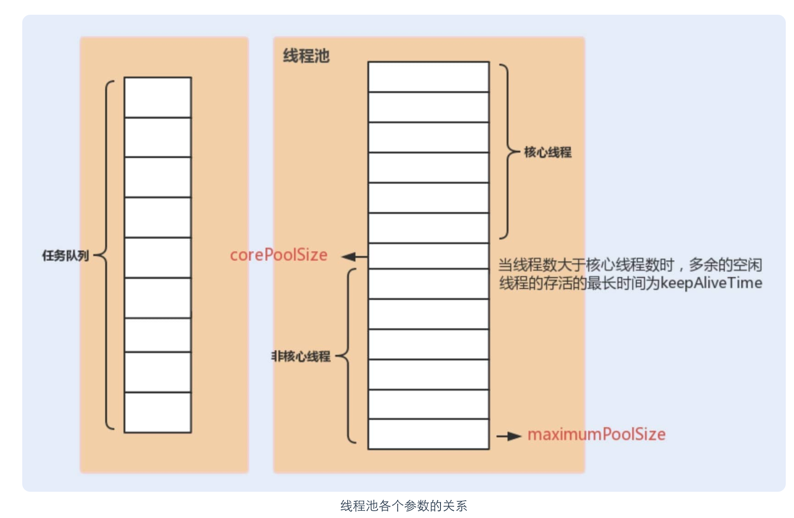 线程池
核心线程
任务队列
corePoolSize
当线程数大于核心线程数时，多余的空闲
线程的存活的最长时间为keepAliveTime
非核心线程
maximumPoolSize
线程池各个参数的关系